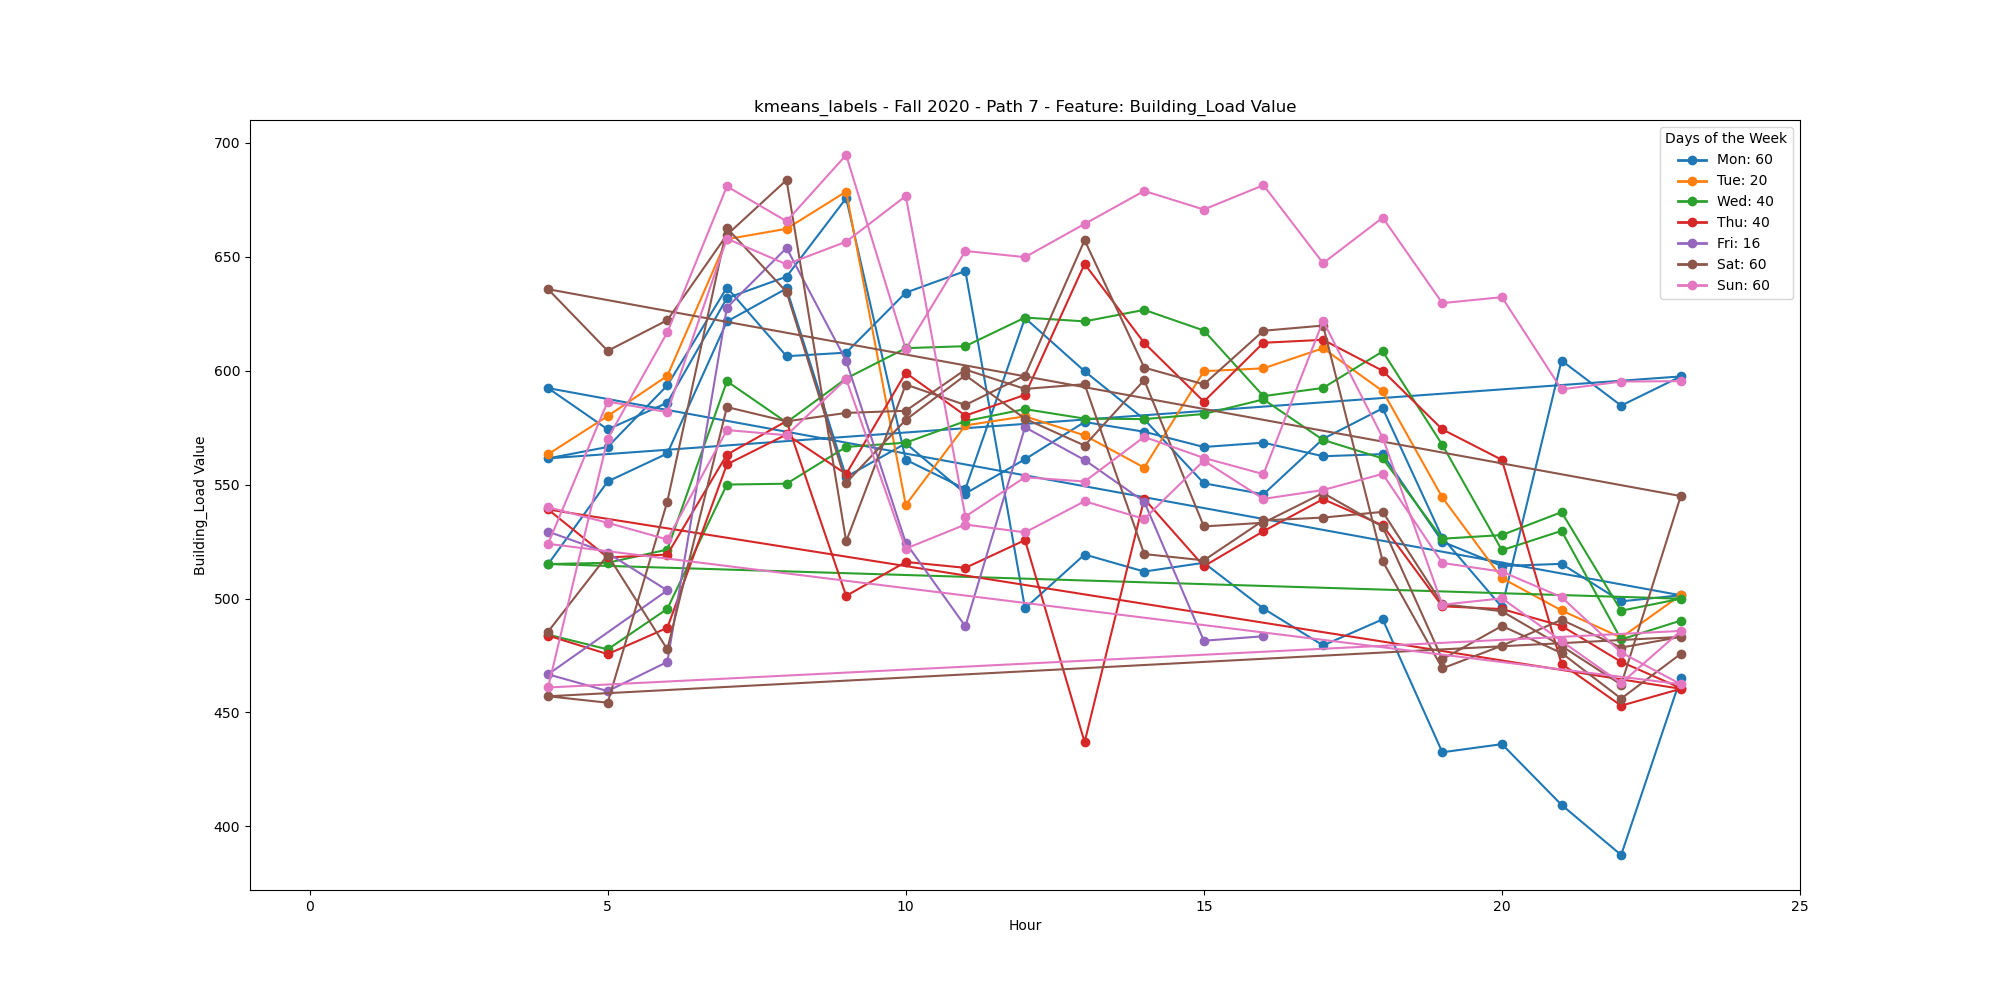 kmeans_labels - Fall 2020 - Path 7 - Feature: Building_Load Value
Days of the Week
Mon: 60
Tue: 20
Wed: 40
Thu: 40
Fri: 16
Sat: 60
Sun: 60
Building_Load Value
700
650
600
550
500
450
400
0 5 10 15 20 25
Hour